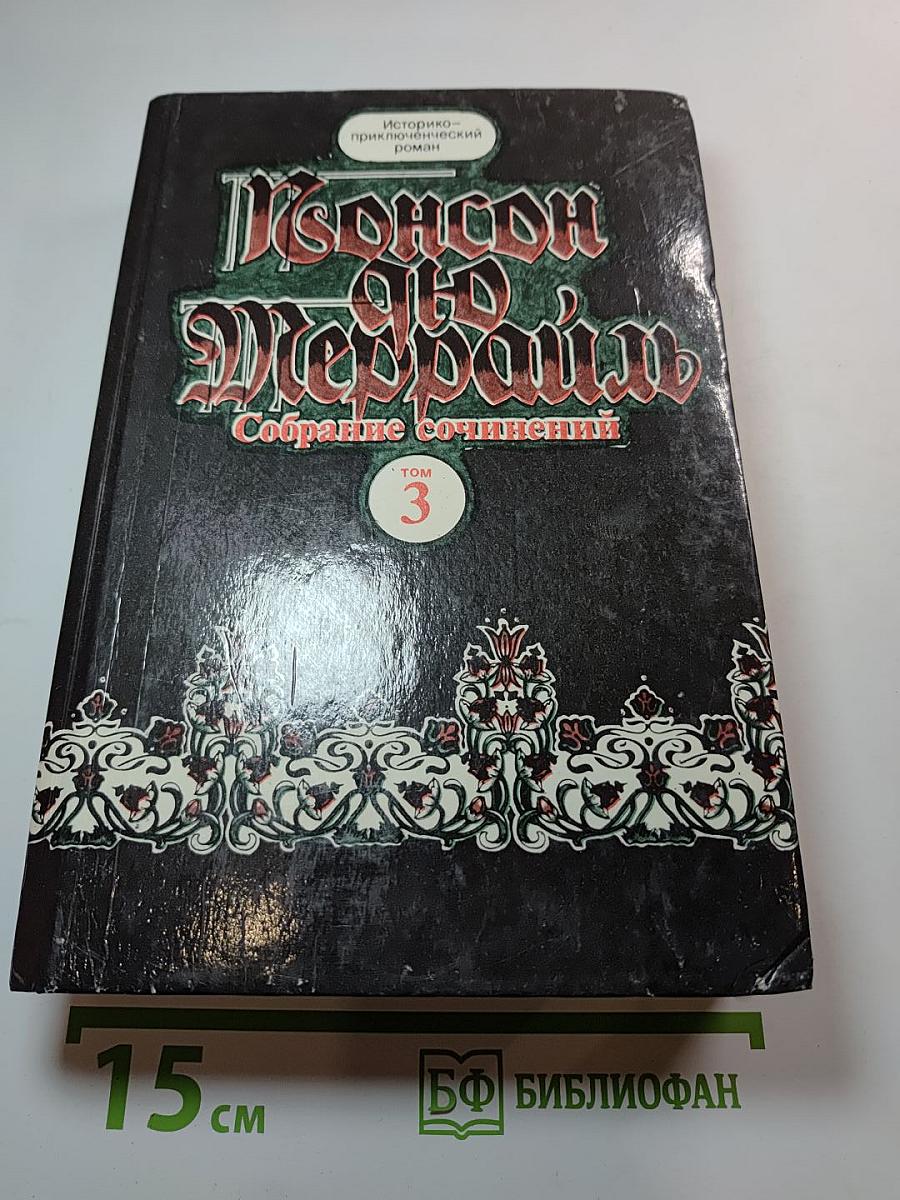 Историко—
приключенческий
роман
Понсон
дю
Террайль
Собрание сочинений
том
3
15 см
БФ БИБЛИОФАН